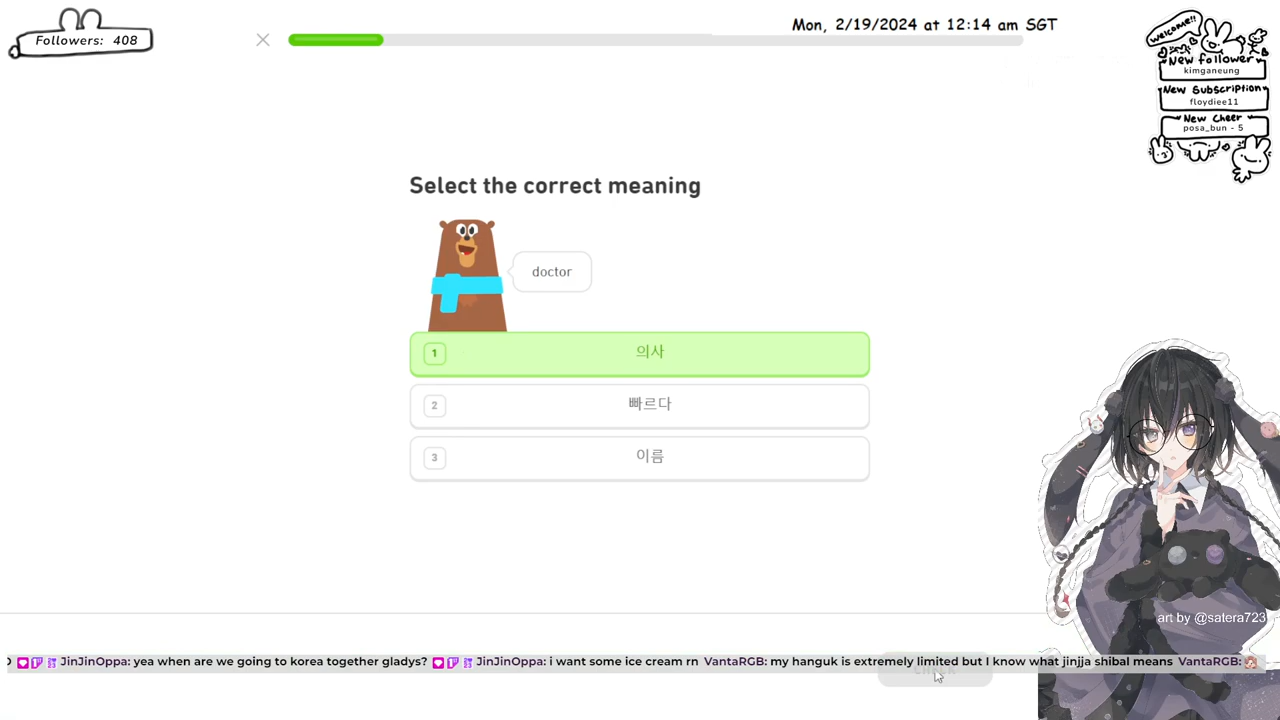 Followers: 408
Mon, 2/19/2024 at 12:14 am SGT
welcome!!
New follower
kimganeung
New Subscription
floydiee11
New Cheer
posa_bun - 5
Select the correct meaning
doctor
1 의사
2 빠르다
3 이름
art by @satera723
JinJinOppa: yea when are we going to korea together gladys? JinJinOppa: i want some ice cream rn VantaRGB: my hanguk is extremely limited but I know what jinjja shibal means VantaRGB: